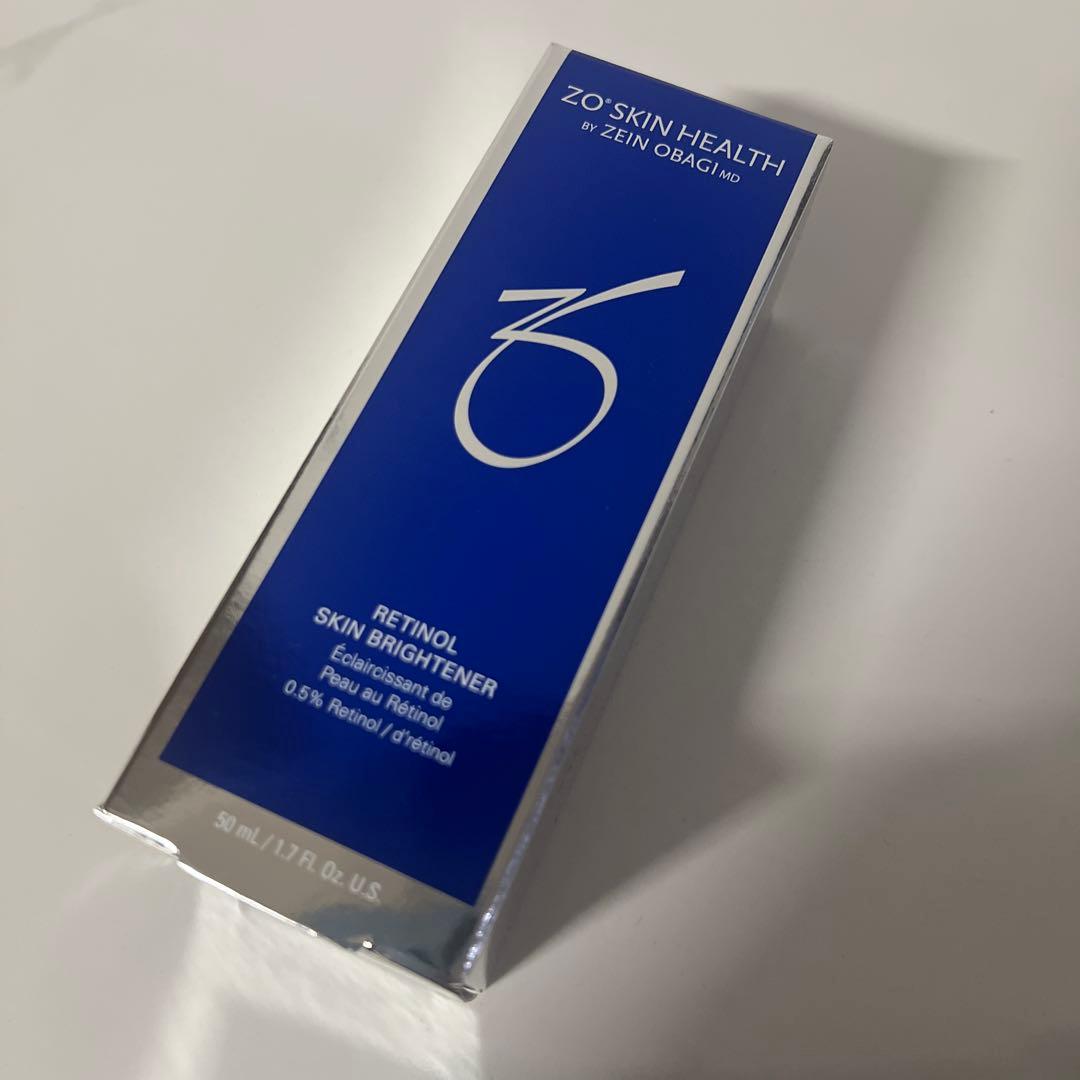 ZO® SKIN HEALTH
BY ZEIN OBAGI MD
ZO
RETINOL
SKIN BRIGHTENER
Éclaircissant de
Peau au Rétinol
0.5% Retinol / d'rétinol
50 mL / 1.7 Fl. Oz. U.S.